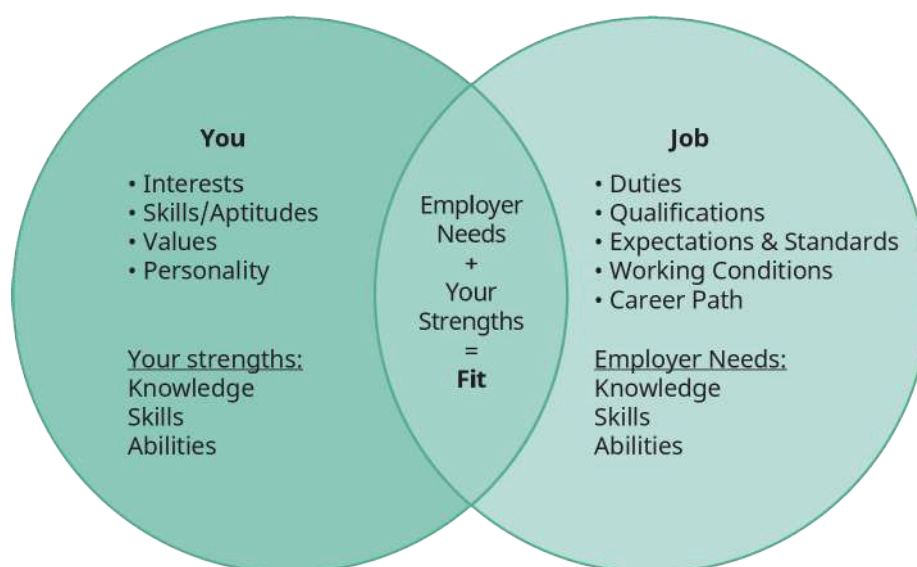 You
• Interests
• Skills/Aptitudes
• Values
• Personality
Your strengths:
Knowledge
Skills
Abilities
Employer
Needs
+
Your
Strengths
=
Fit
Job
• Duties
• Qualifications
• Expectations & Standards
• Working Conditions
• Career Path
Employer Needs:
Knowledge
Skills
Abilities